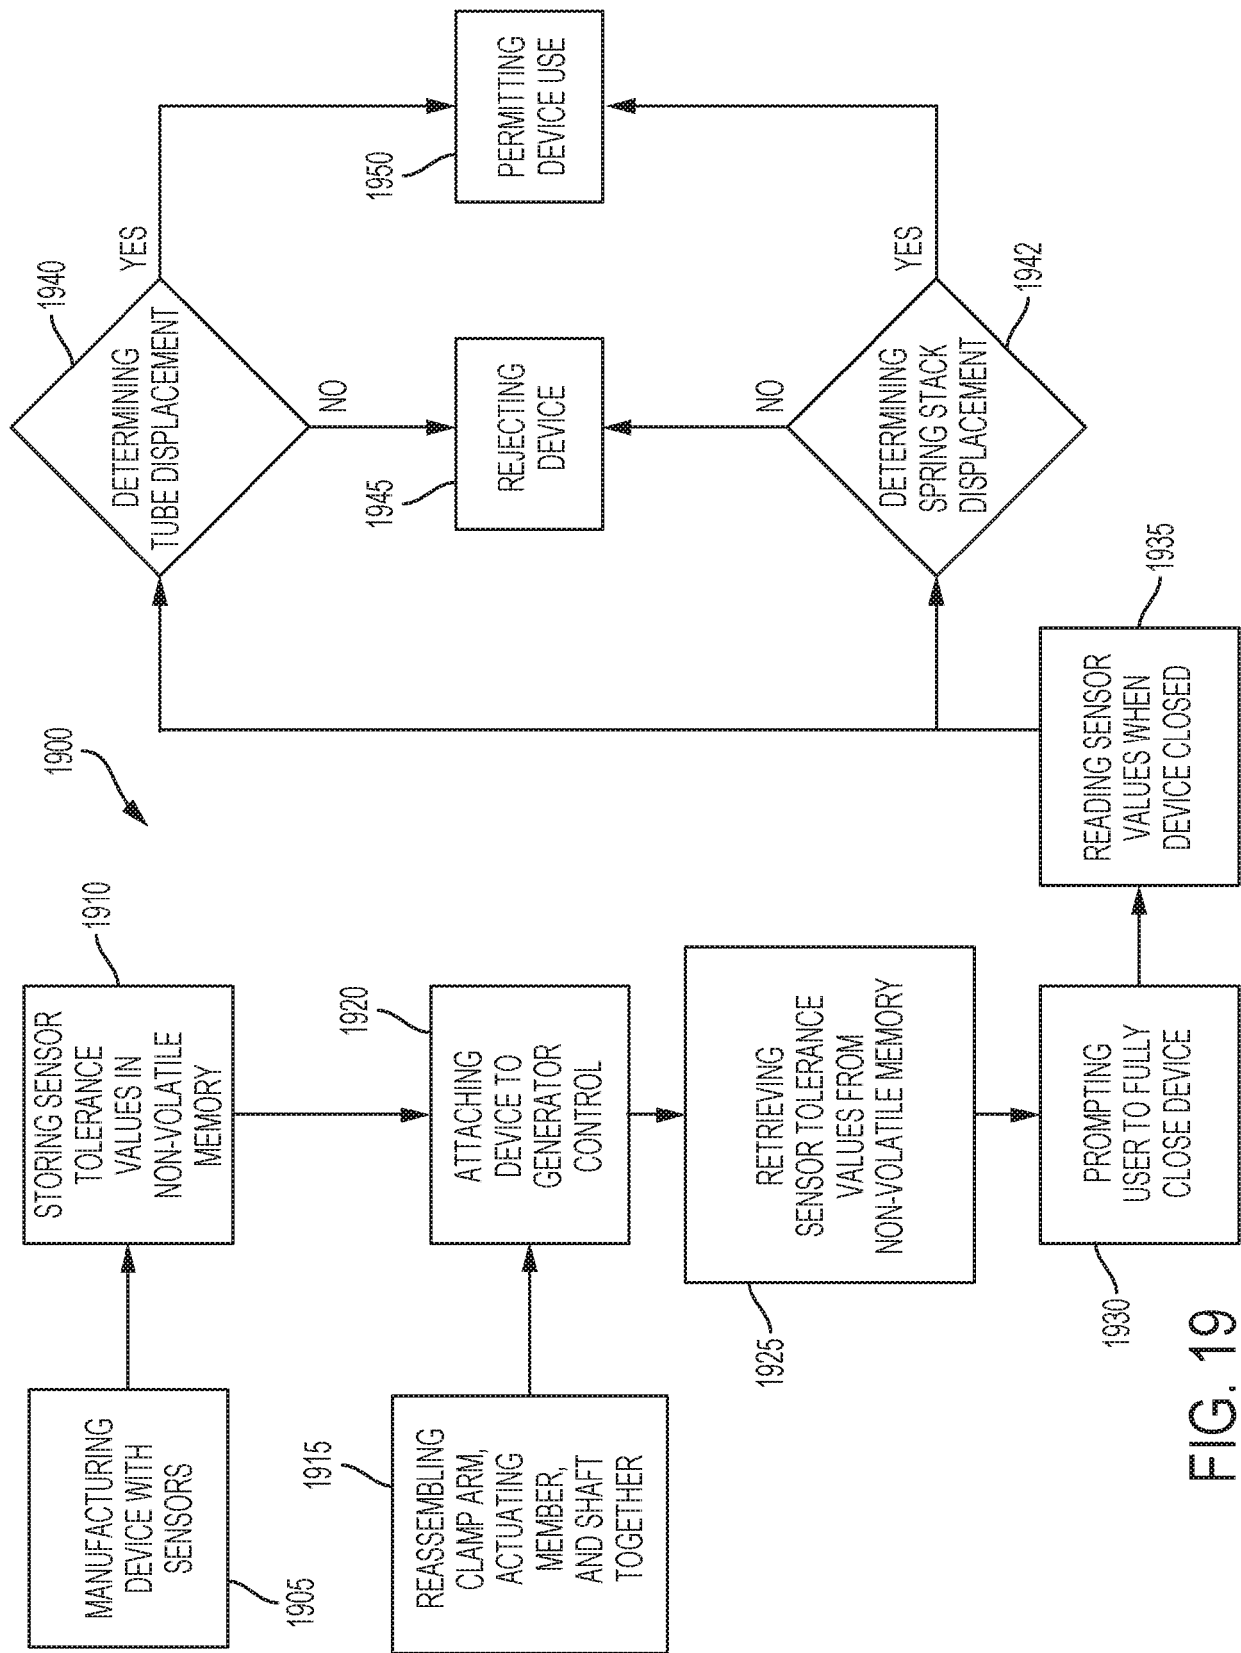 1900
MANUFACTURING
DEVICE WITH
SENSORS
1905
STORING SENSOR
TOLERANCE
VALUES IN
NON-VOLATILE
MEMORY
1910
REASSEMBLING
CLAMP ARM,
ACTUATING
MEMBER,
AND SHAFT
TOGETHER
1915
ATTACHING
DEVICE TO
GENERATOR
CONTROL
1920
RETRIEVING
SENSOR TOLERANCE
VALUES FROM
NON-VOLATILE MEMORY
1925
PROMPTING
USER TO FULLY
CLOSE DEVICE
1930
READING SENSOR
VALUES WHEN
DEVICE CLOSED
1935
DETERMINING
TUBE DISPLACEMENT
1940
YES
NO
REJECTING
DEVICE
1945
DETERMINING
SPRING STACK
DISPLACEMENT
1942
NO
YES
PERMITTING
DEVICE USE
1950
FIG. 19